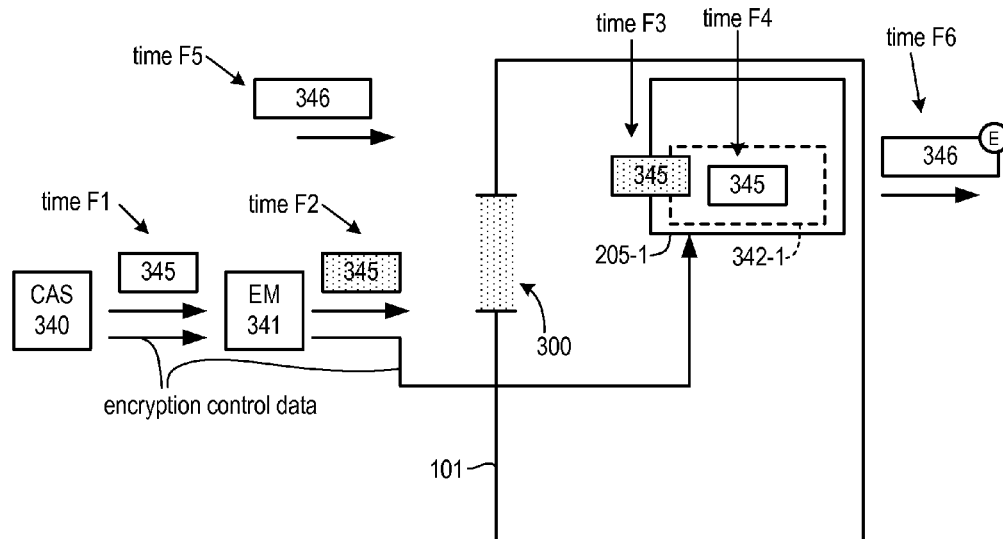 time F5
346
time F3
time F4
time F6
E
346
345
345
time F1
time F2
345
345
205-1
342-1
CAS
340
EM
341
300
encryption control data
101